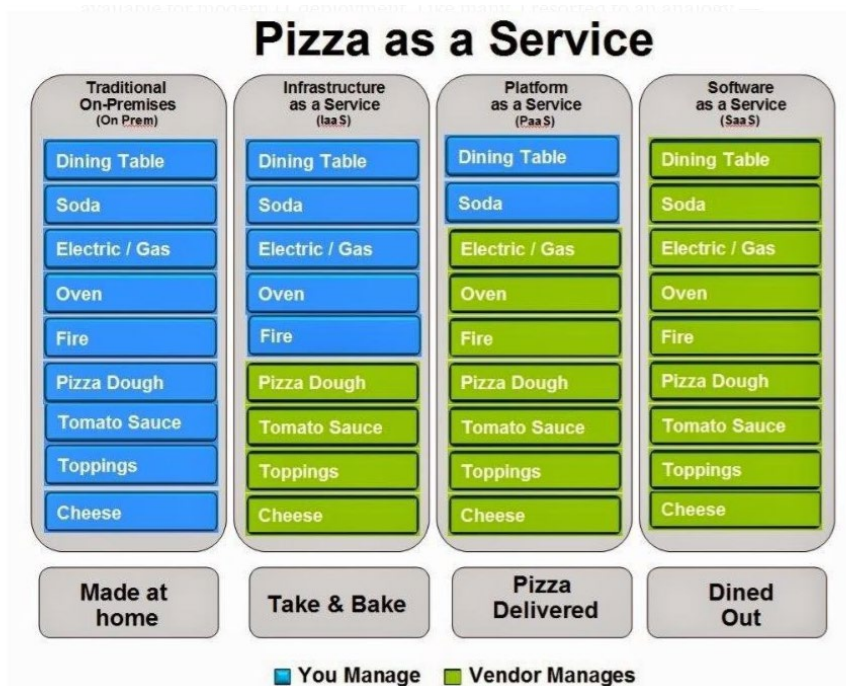 Pizza as a Service
Traditional
On-Premises
(On Prem)
Dining Table
Soda
Electric / Gas
Oven
Fire
Pizza Dough
Tomato Sauce
Toppings
Cheese
Made at
home
Infrastructure
as a Service
(IaaS)
Dining Table
Soda
Electric / Gas
Oven
Fire
Pizza Dough
Tomato Sauce
Toppings
Cheese
Take & Bake
Platform
as a Service
(PaaS)
Dining Table
Soda
Electric / Gas
Oven
Fire
Pizza Dough
Tomato Sauce
Toppings
Cheese
Pizza
Delivered
Software
as a Service
(SaaS)
Dining Table
Soda
Electric / Gas
Oven
Fire
Pizza Dough
Tomato Sauce
Toppings
Cheese
Dined
Out
You Manage
Vendor Manages